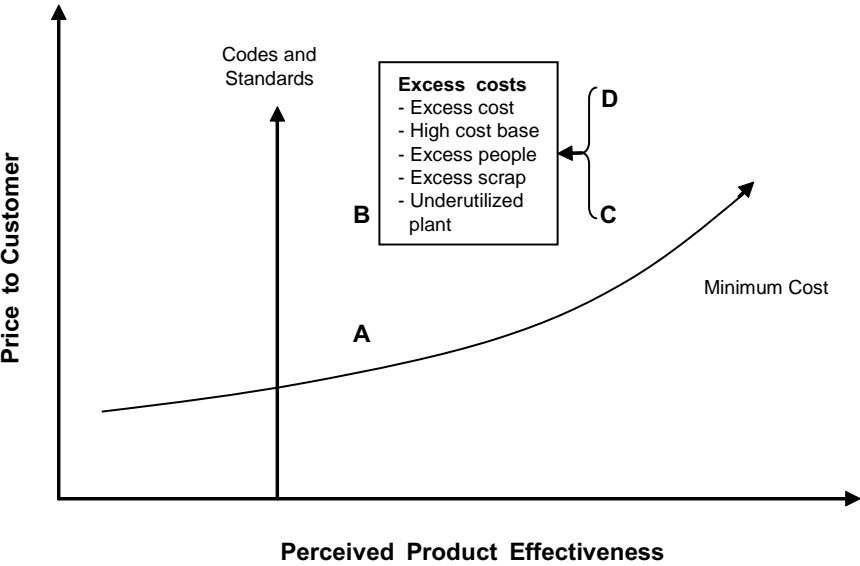 Codes and
Standards
Excess costs
- Excess cost
- High cost base
- Excess people
- Excess scrap
- Underutilized
plant
D
C
B
A
Minimum Cost
Price to Customer
Perceived Product Effectiveness